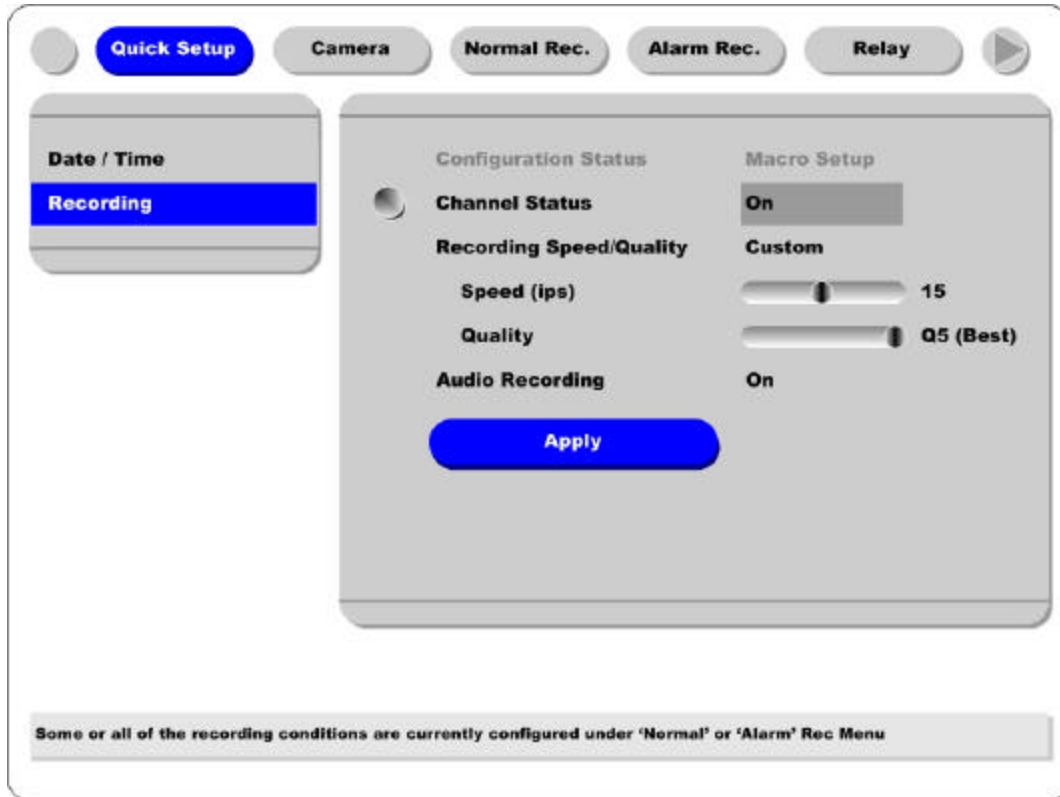 Quick Setup Camera Normal Rec. Alarm Rec. Relay
Date / Time
Recording
Configuration Status Macro Setup
Channel Status On
Recording Speed/Quality Custom
Speed (ips) 15
Quality Q5 (Best)
Audio Recording On
Apply
Some or all of the recording conditions are currently configured under ‘Normal’ or ‘Alarm’ Rec Menu